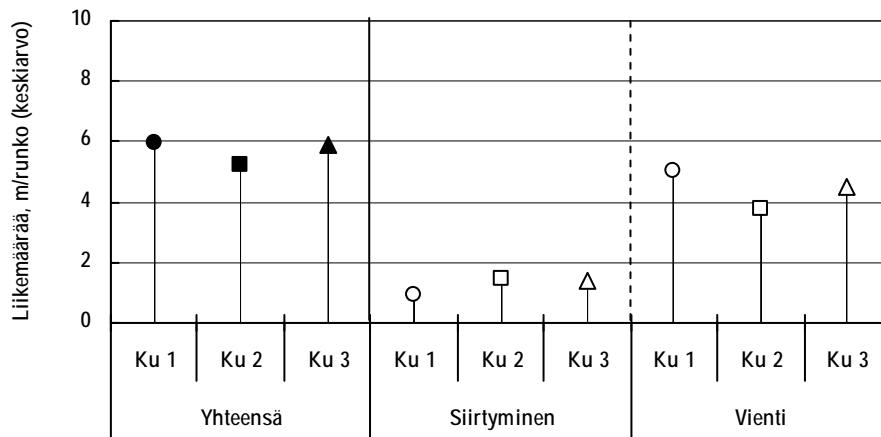 Liikemäärää, m/runko (keskiarvo)
10
8
6
4
2
0
Ku 1 Ku 2 Ku 3 Ku 1 Ku 2 Ku 3 Ku 1 Ku 2 Ku 3
Yhteensä Siirtyminen Vienti